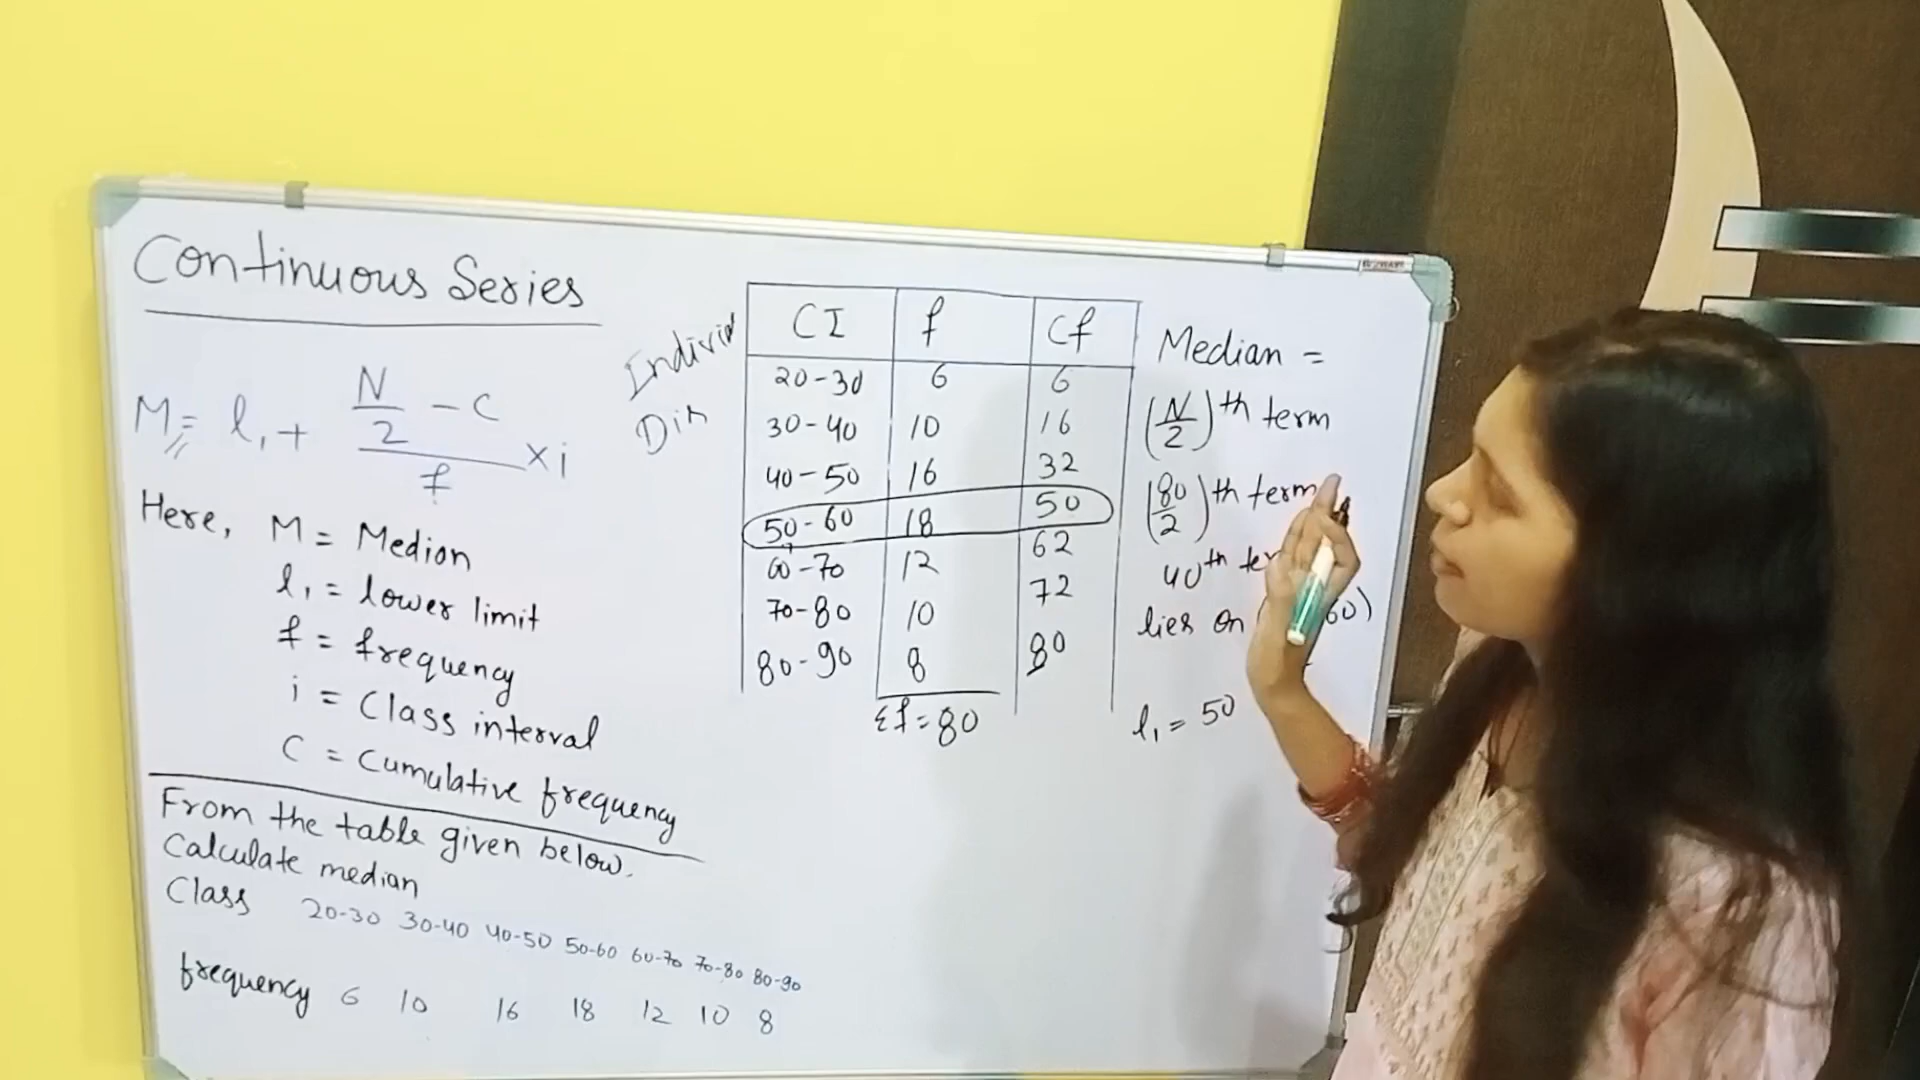 Continuous Series
M = l₁ + N/2 - C / f × i
Here, M = Median
l₁ = lower limit
f = frequency
i = Class interval
C = Cumulative frequency
From the table given below.
Calculate median
Class 20-30 30-40 40-50 50-60 60-70 70-80 80-90
frequency 6 10 16 18 12 10 8
CI f Cf
20-30 6 6
30-40 10 16
40-50 16 32
50-60 18 50
60-70 12 62
70-80 10 72
80-90 8 80
Σf = 80
Median =
(N/2)th term
(80/2)th term
40th
lies on ( 60)
l₁ = 50